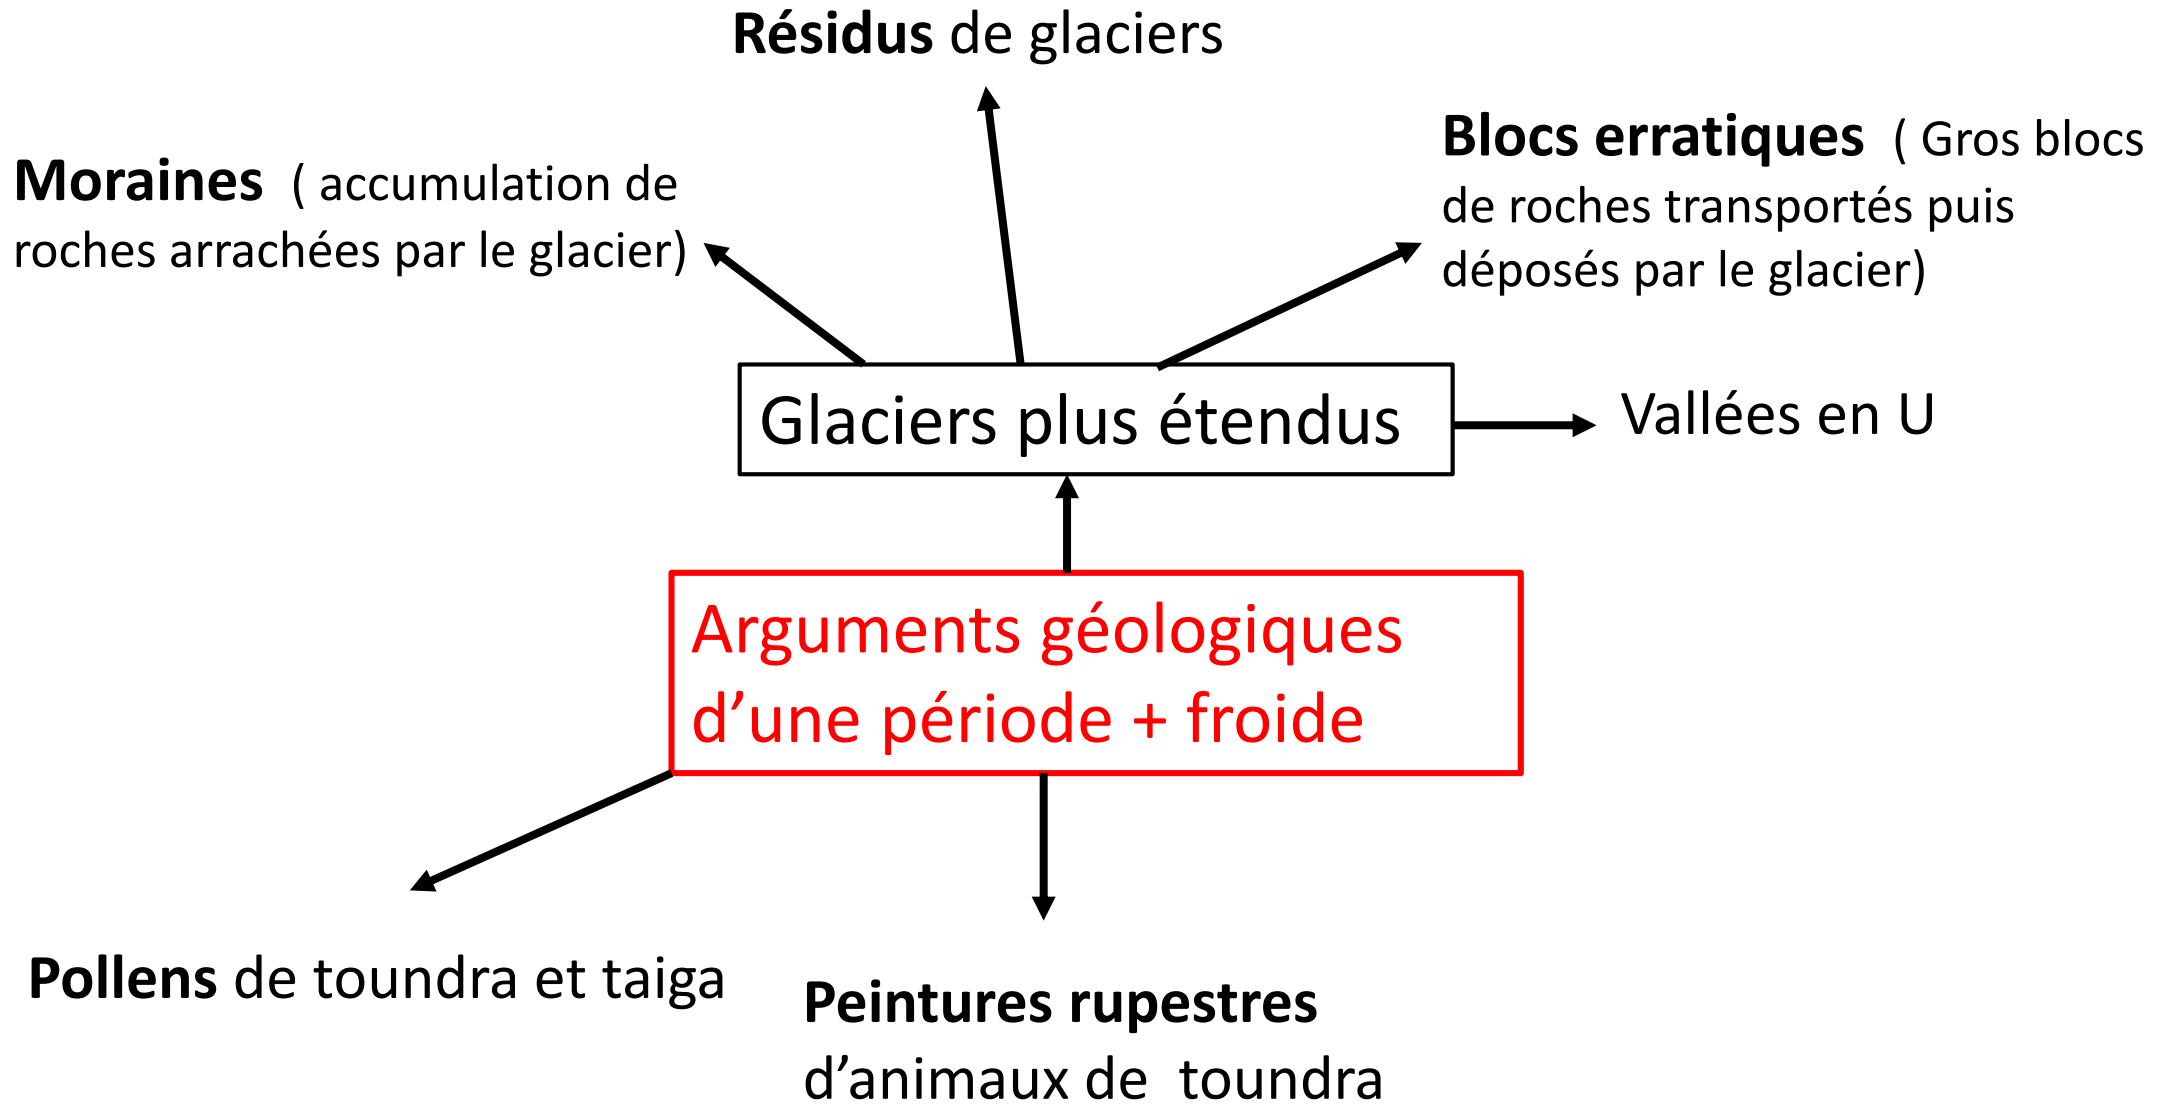 Résidus de glaciers
Moraines ( accumulation de
roches arrachées par le glacier)
Blocs erratiques ( Gros blocs
de roches transportés puis
déposés par le glacier)
Glaciers plus étendus
Vallées en U
Arguments géologiques
d’une période + froide
Pollens de toundra et taiga
Peintures rupestres
d’animaux de toundra